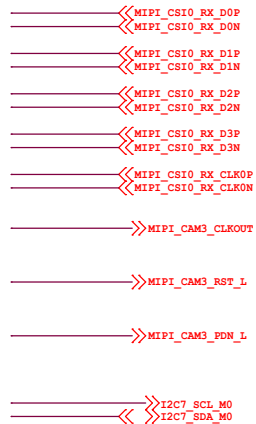 MIPI_CSI0_RX_D0P
MIPI_CSI0_RX_D0N
MIPI_CSI0_RX_D1P
MIPI_CSI0_RX_D1N
MIPI_CSI0_RX_D2P
MIPI_CSI0_RX_D2N
MIPI_CSI0_RX_D3P
MIPI_CSI0_RX_D3N
MIPI_CSI0_RX_CLK0P
MIPI_CSI0_RX_CLK0N
MIPI_CAM3_CLKOUT
MIPI_CAM3_RST_L
MIPI_CAM3_PDN_L
I2C7_SCL_M0
I2C7_SDA_M0